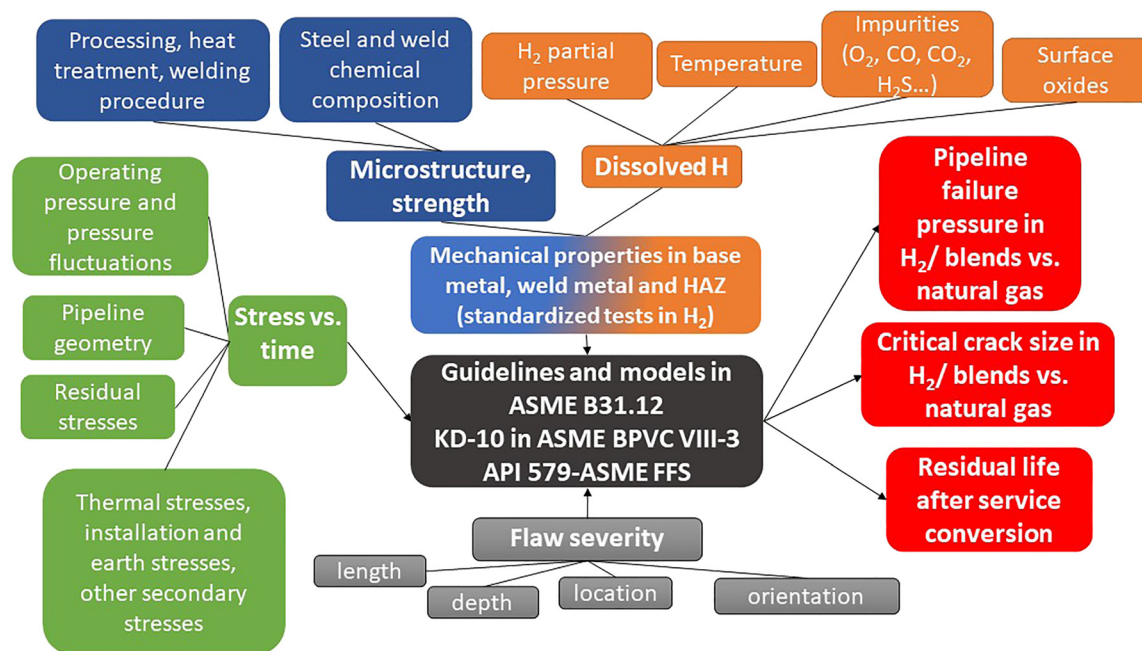 Processing, heat
treatment, welding
procedure
Steel and weld
chemical
composition
H₂ partial
pressure
Temperature
Impurities
(O₂, CO, CO₂,
H₂S...)
Surface
oxides
Microstructure,
strength
Dissolved H
Operating
pressure and
pressure
fluctuations
Pipeline
geometry
Residual
stresses
Thermal stresses,
installation and
earth stresses,
other secondary
stresses
Stress vs.
time
Mechanical properties in base
metal, weld metal and HAZ
(standardized tests in H₂)
Guidelines and models in
ASME B31.12
KD-10 in ASME BPVC VIII-3
API 579-ASME FFS
Flaw severity
length
depth
location
orientation
Pipeline
failure
pressure in
H₂/ blends vs.
natural gas
Critical crack size in
H₂/ blends vs.
natural gas
Residual life
after service
conversion